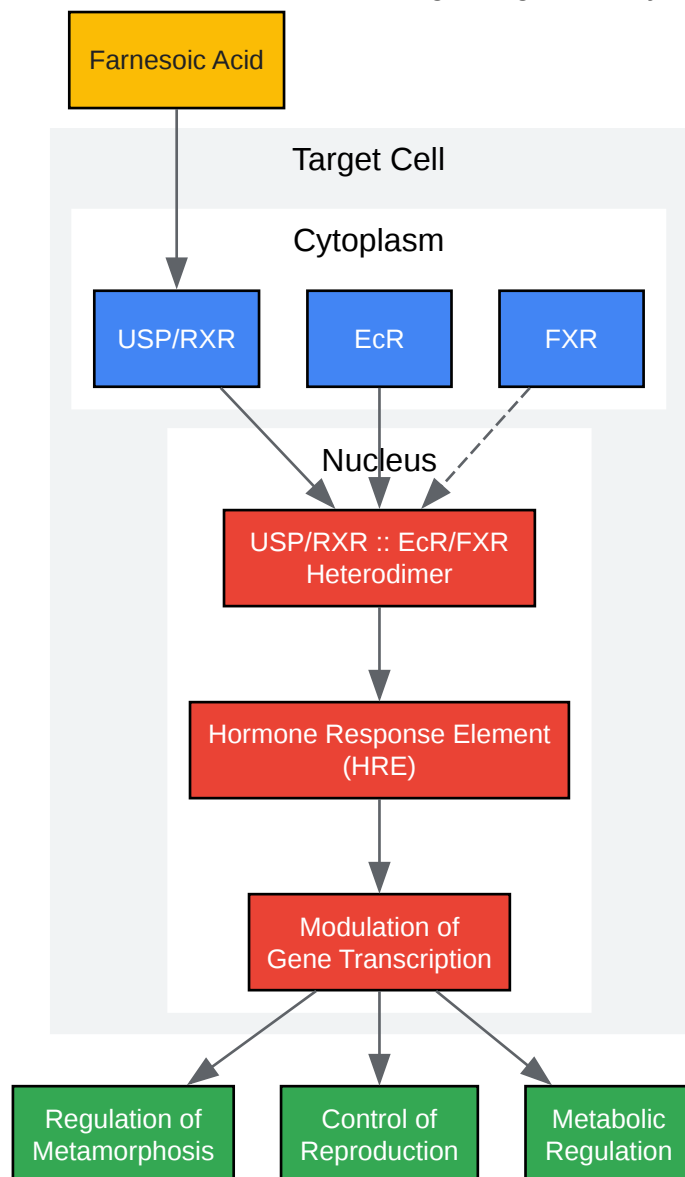 Farnesoic Acid
Target Cell
Cytoplasm
USP/RXR
EcR
FXR
Nucleus
USP/RXR :: EcR/FXR
Heterodimer
Hormone Response Element
(HRE)
Modulation of
Gene Transcription
Regulation of
Metamorphosis
Control of
Reproduction
Metabolic
Regulation